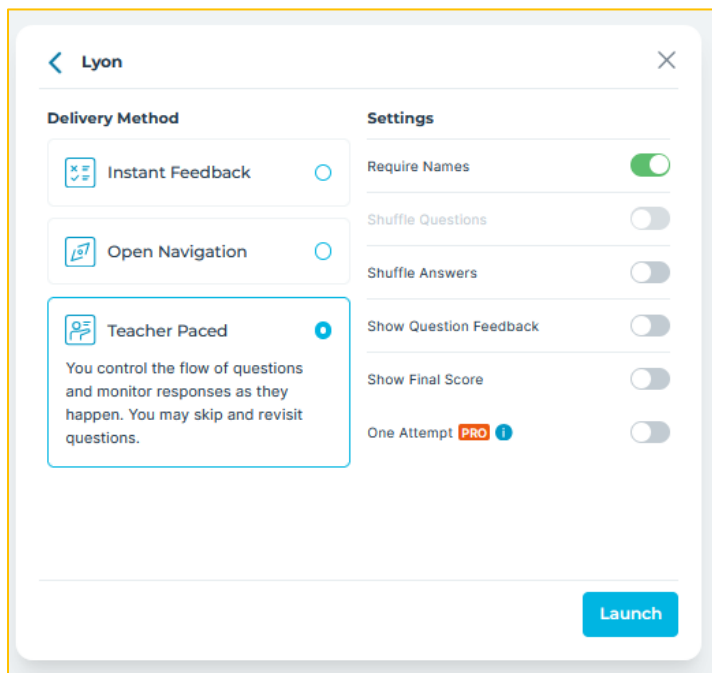 Lyon
Delivery Method
Instant Feedback
Open Navigation
Teacher Paced
You control the flow of questions
and monitor responses as they
happen. You may skip and revisit
questions.
Settings
Require Names
Shuffle Questions
Shuffle Answers
Show Question Feedback
Show Final Score
One Attempt PRO i
Launch